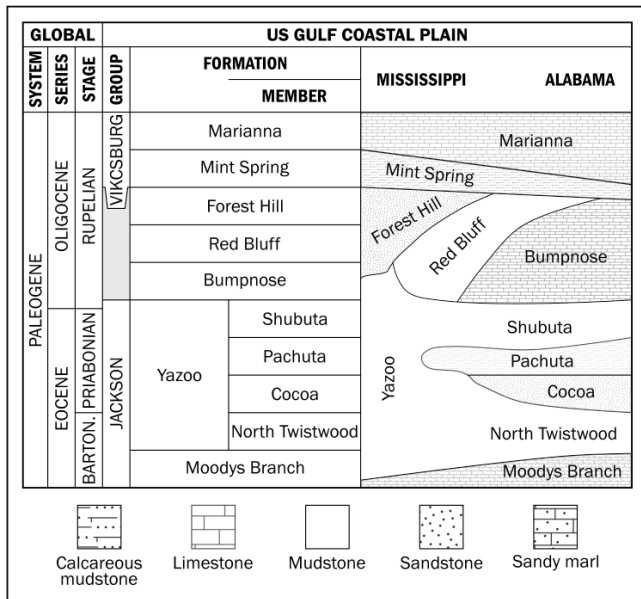 GLOBAL
US GULF COASTAL PLAIN
SYSTEM
SERIES
STAGE
GROUP
FORMATION
MEMBER
MISSISSIPPI
ALABAMA
PALEOGENE
OLIGOCENE
EOCENE
RUPELIAN
PRIABONIAN
BARTON.
VIKCSBURG
JACKSON
Marianna
Mint Spring
Forest Hill
Red Bluff
Bumpnose
Yazoo
Shubuta
Pachuta
Cocoa
North Twistwood
Moodys Branch
Marianna
Mint Spring
Forest Hill
Red Bluff
Bumpnose
Yazoo
Shubuta
Pachuta
Cocoa
North Twistwood
Moodys Branch
Calcareous
mudstone
Limestone
Mudstone
Sandstone
Sandy marl